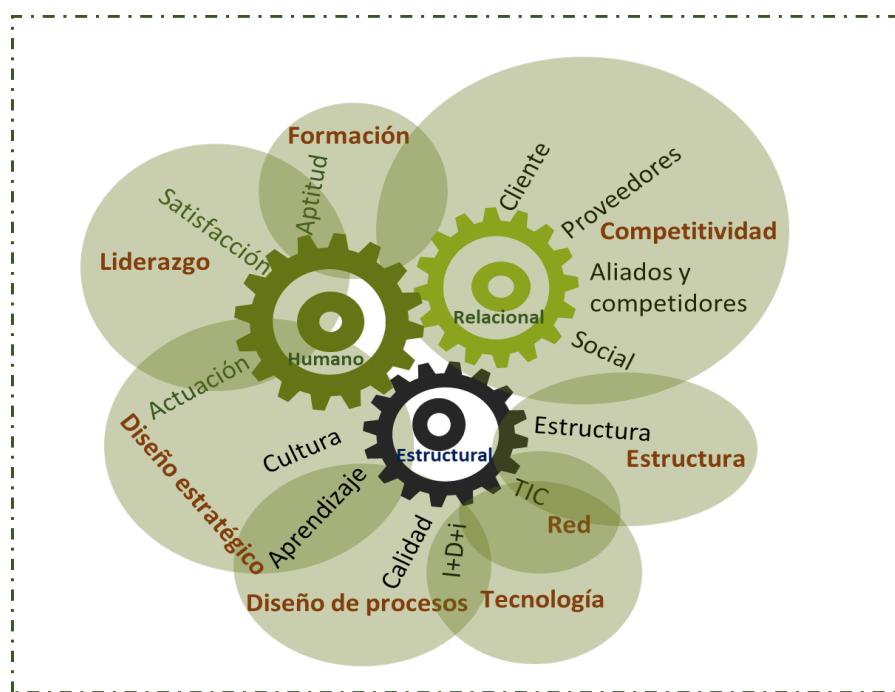 Formación
Aptitud
Satisfacción
Liderazgo
Cliente
Proveedores
Competitividad
Aliados y
competidores
Relacional
Social
Humano
Actuación
Diseño estratégico
Cultura
Estructural
Estructura
Estructura
Aprendizaje
Calidad
I+D+i
TIC
Red
Diseño de procesos
Tecnología